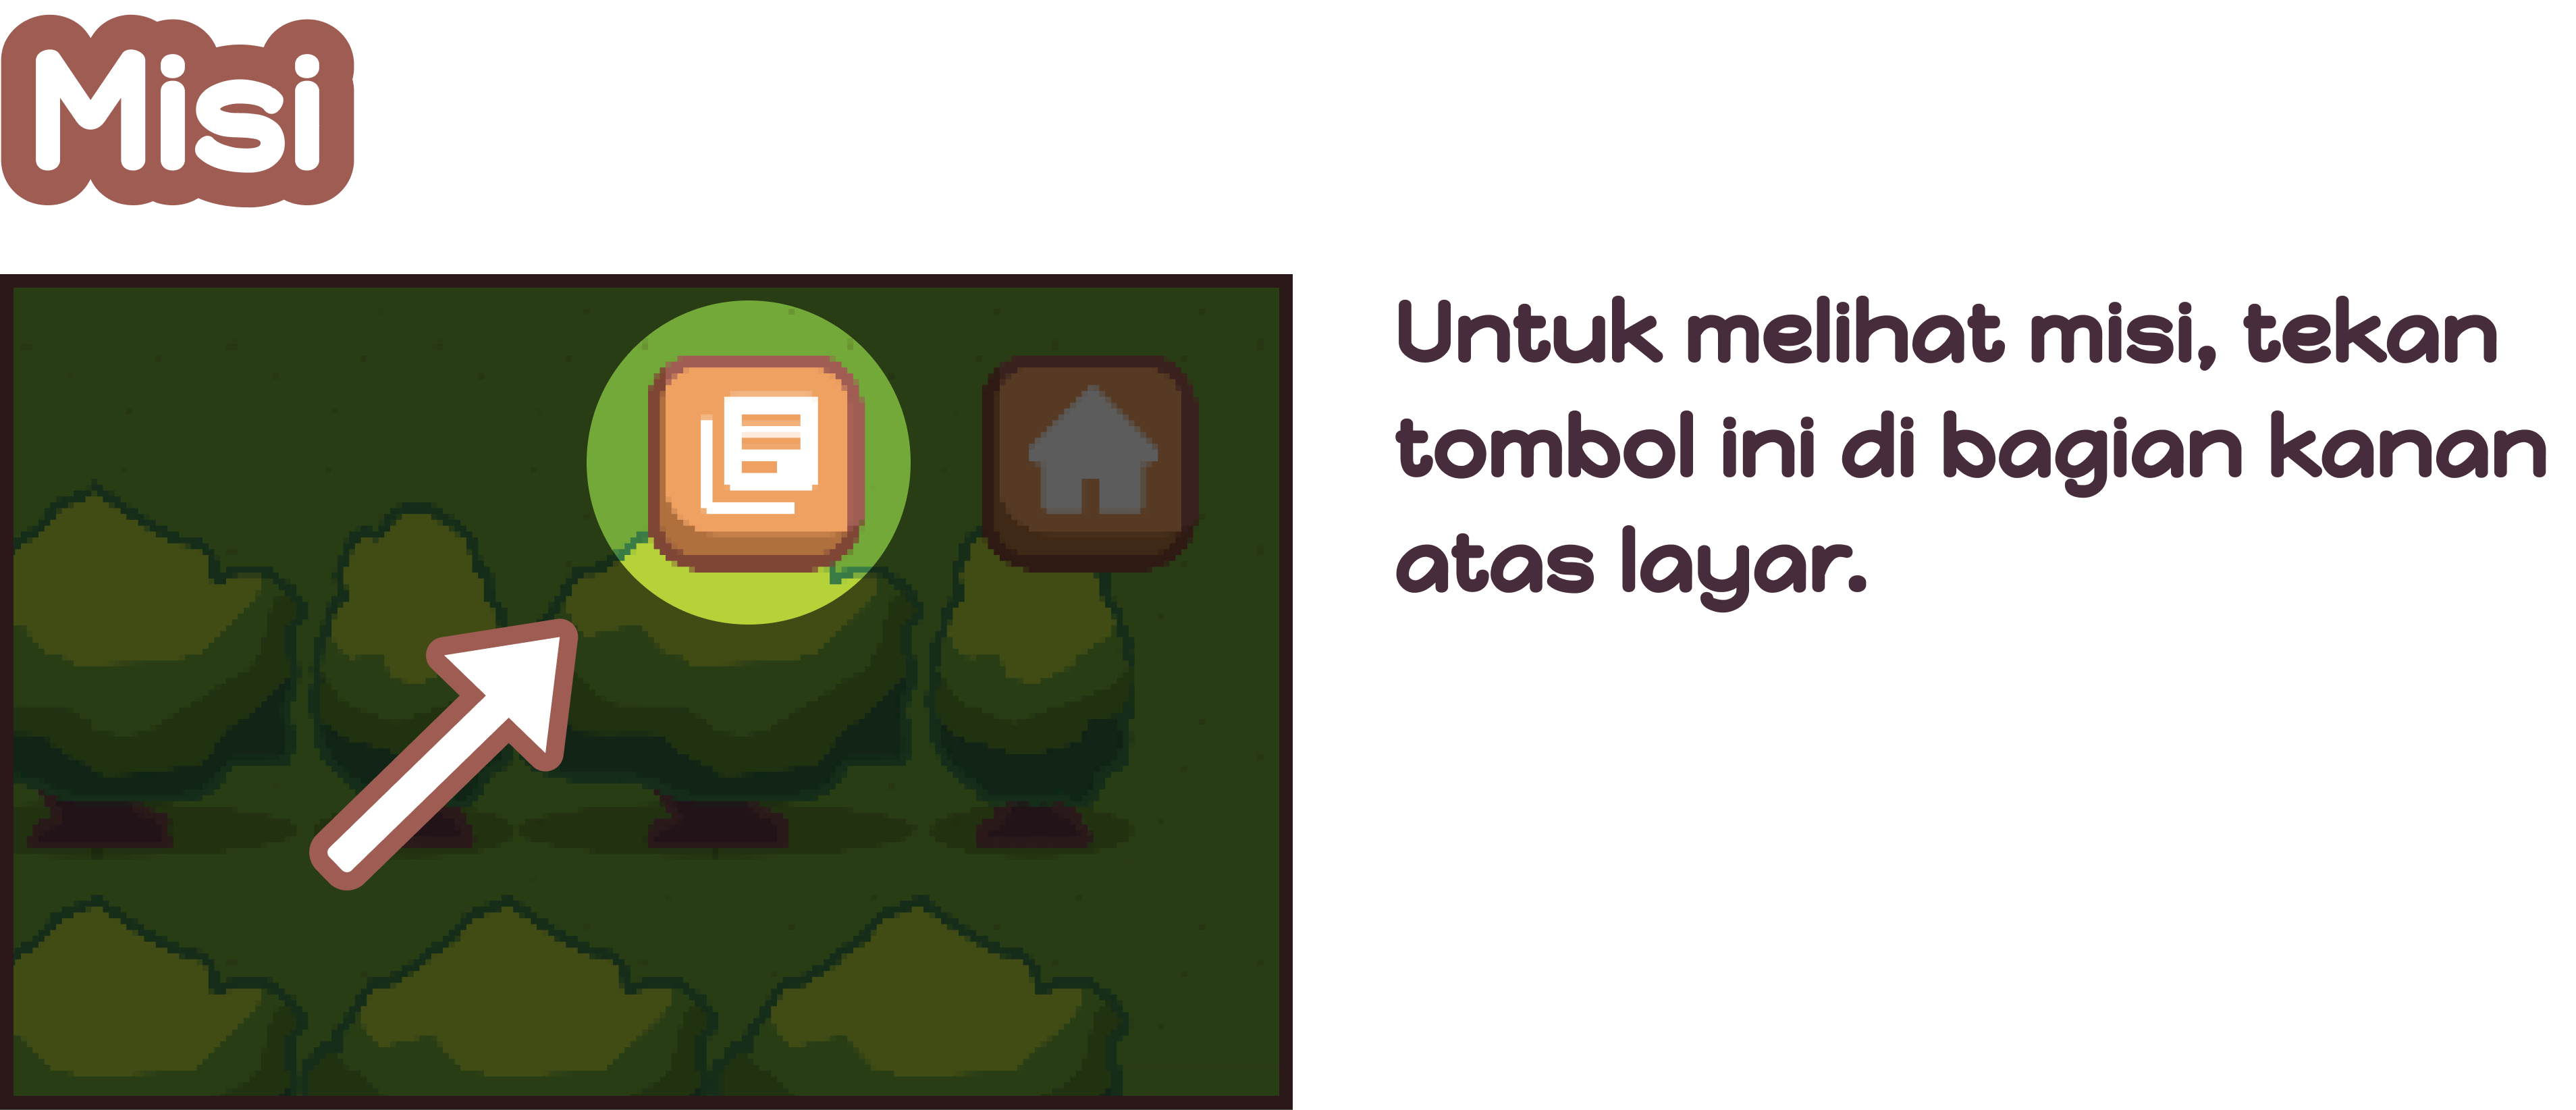 Misi
Untuk melihat misi, tekan
tombol ini di bagian kanan
atas layar.